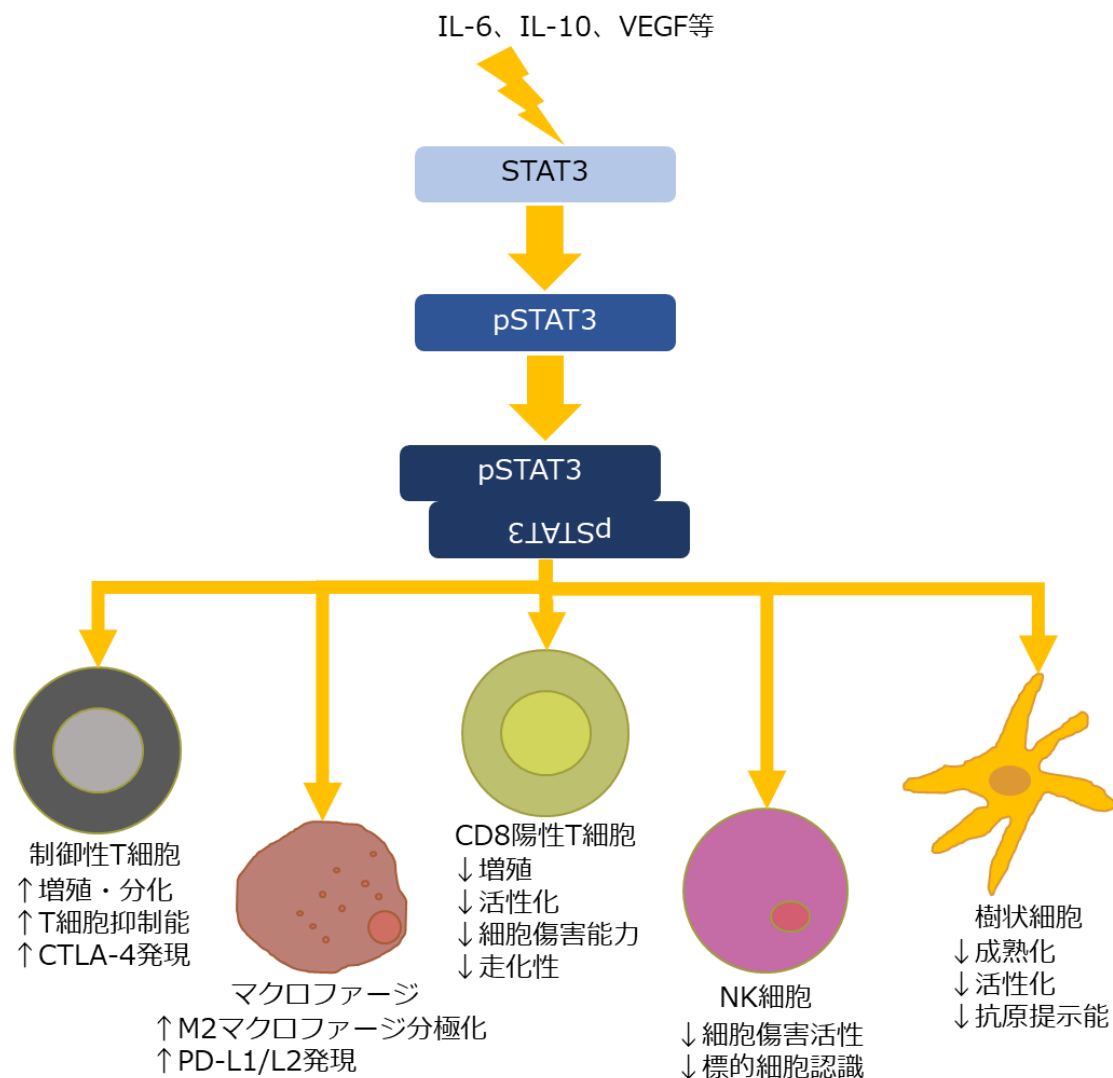 IL-6、IL-10、VEGF等
STAT3
pSTAT3
pSTAT3
pSTAT3
制御性T細胞
↑増殖・分化
↑T細胞抑制能
↑CTLA-4発現
マクロファージ
↑M2マクロファージ分極化
↑PD-L1/L2発現
CD8陽性T細胞
↓増殖
↓活性化
↓細胞傷害能力
↓走化性
NK細胞
↓細胞傷害活性
↓標的細胞認識
樹状細胞
↓成熟化
↓活性化
↓抗原提示能